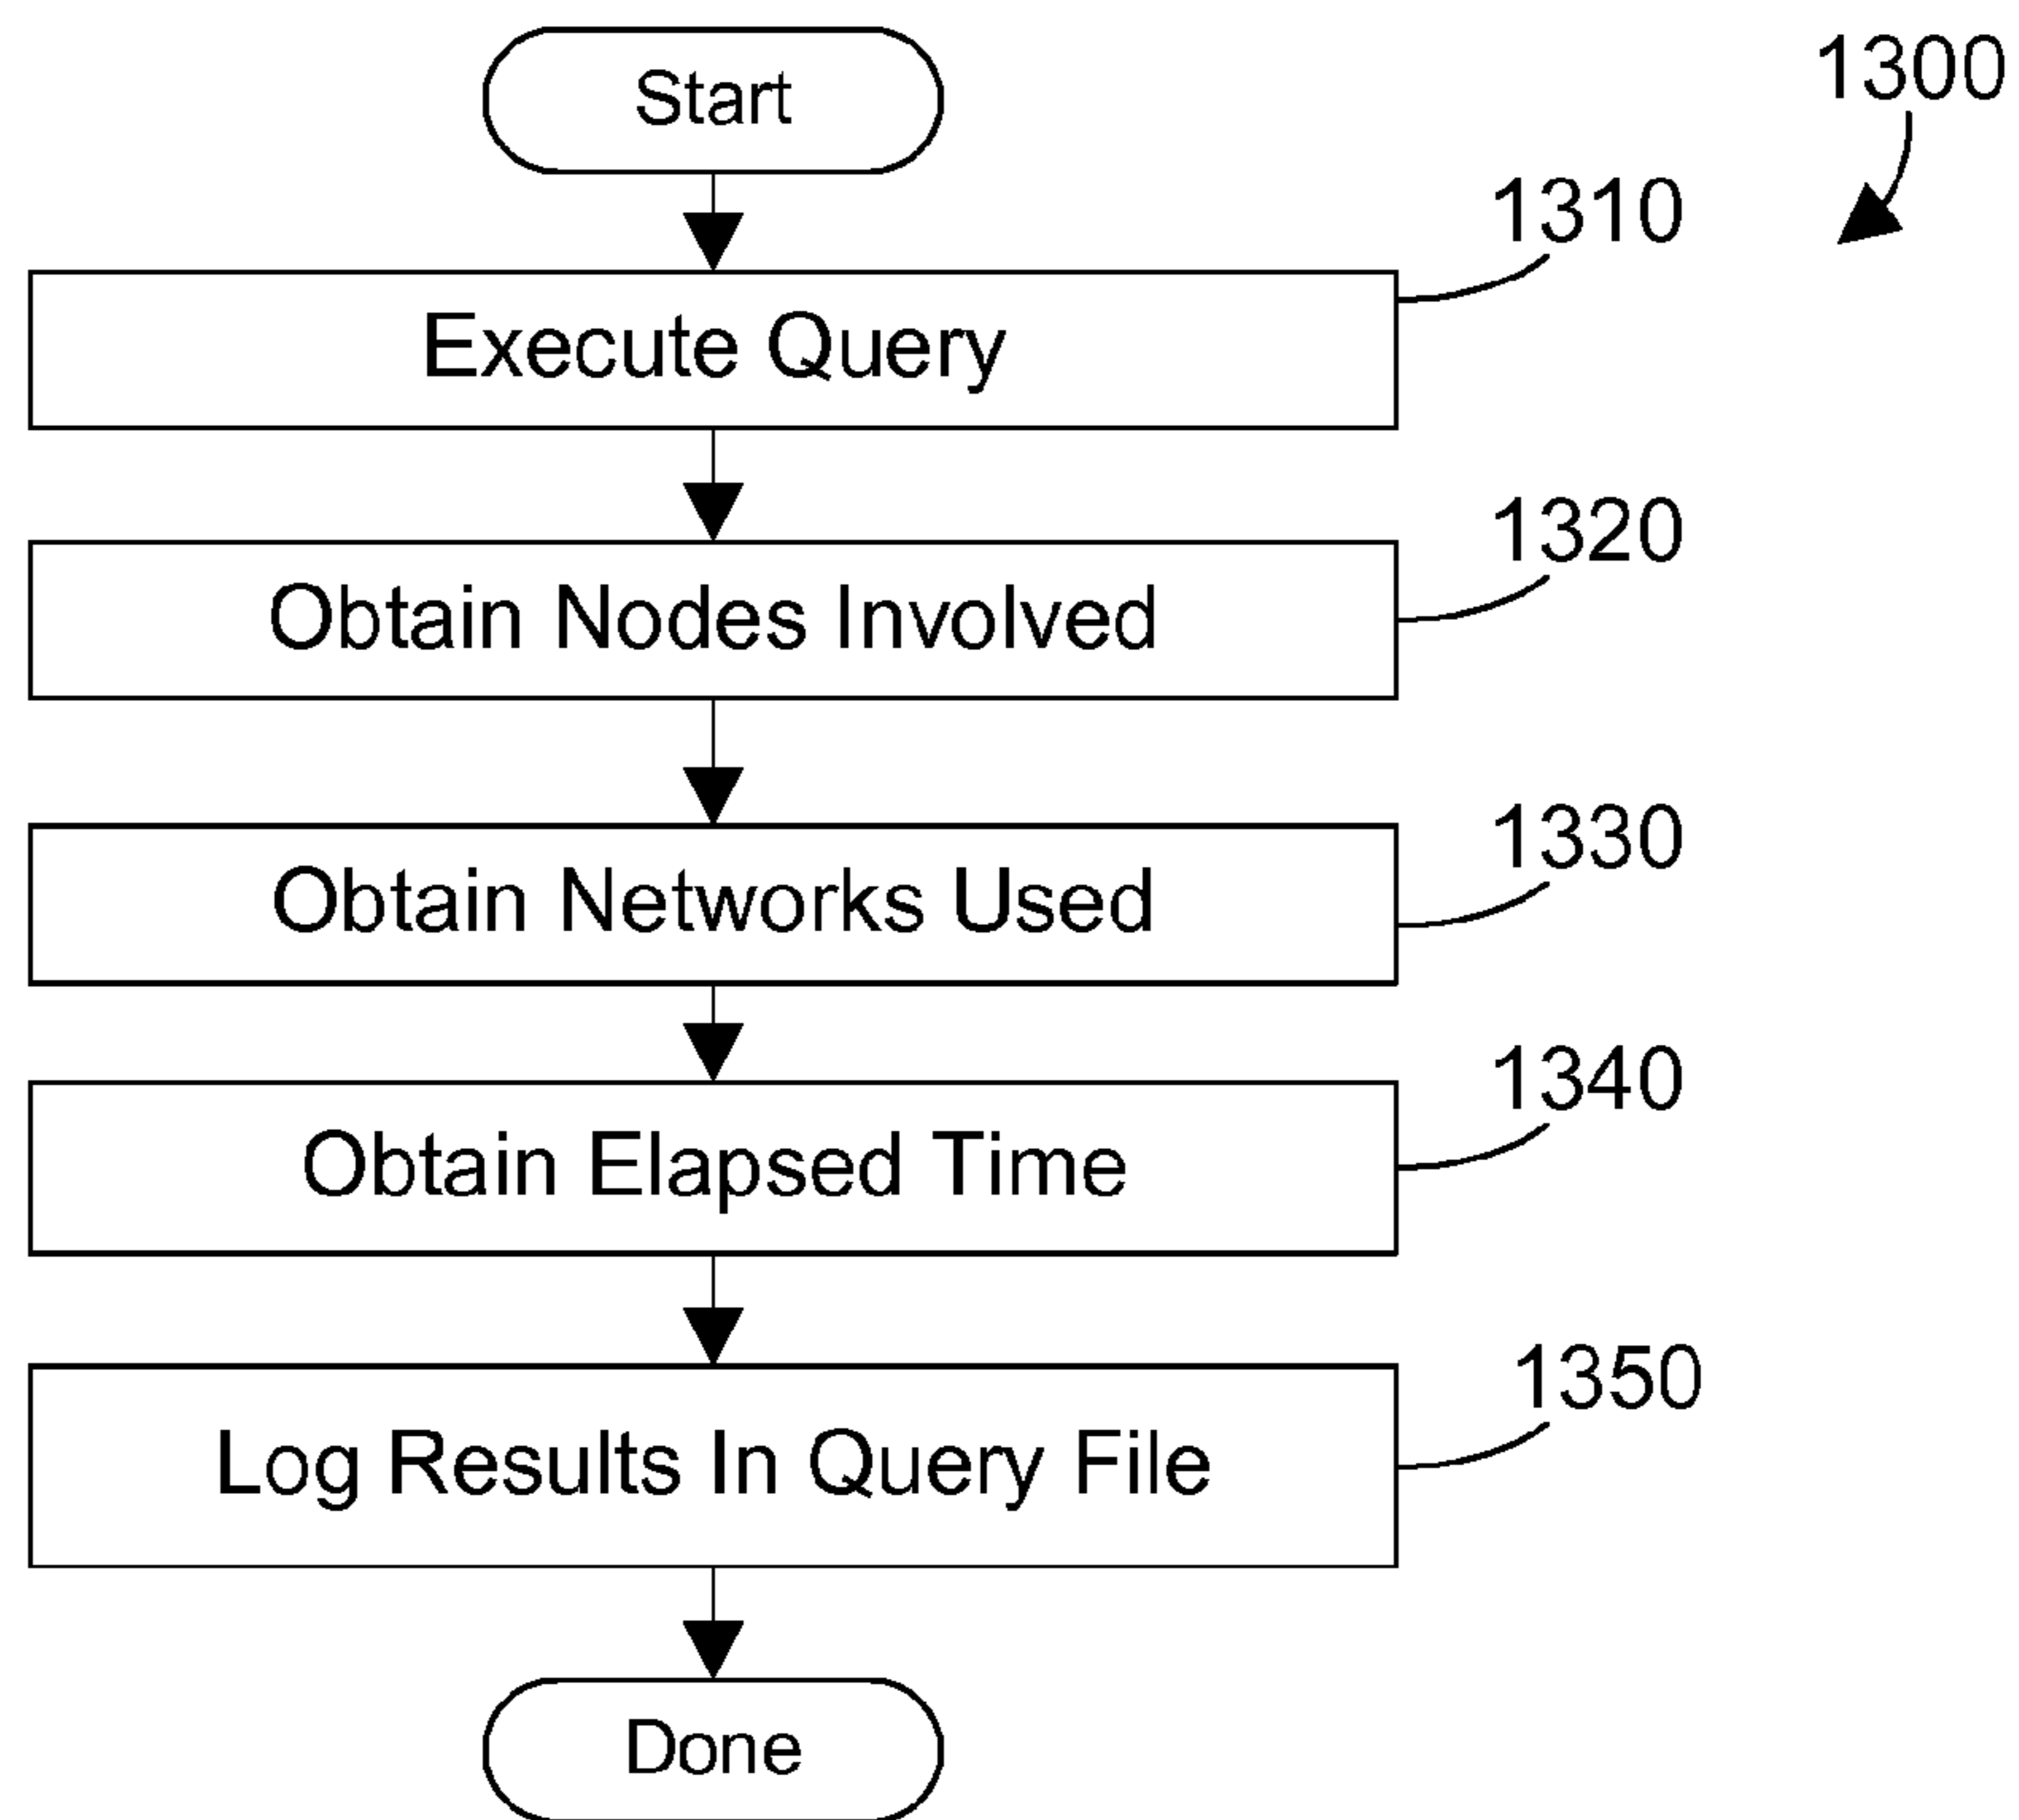 Start
1300
1310
Execute Query
1320
Obtain Nodes Involved
1330
Obtain Networks Used
1340
Obtain Elapsed Time
1350
Log Results In Query File
Done